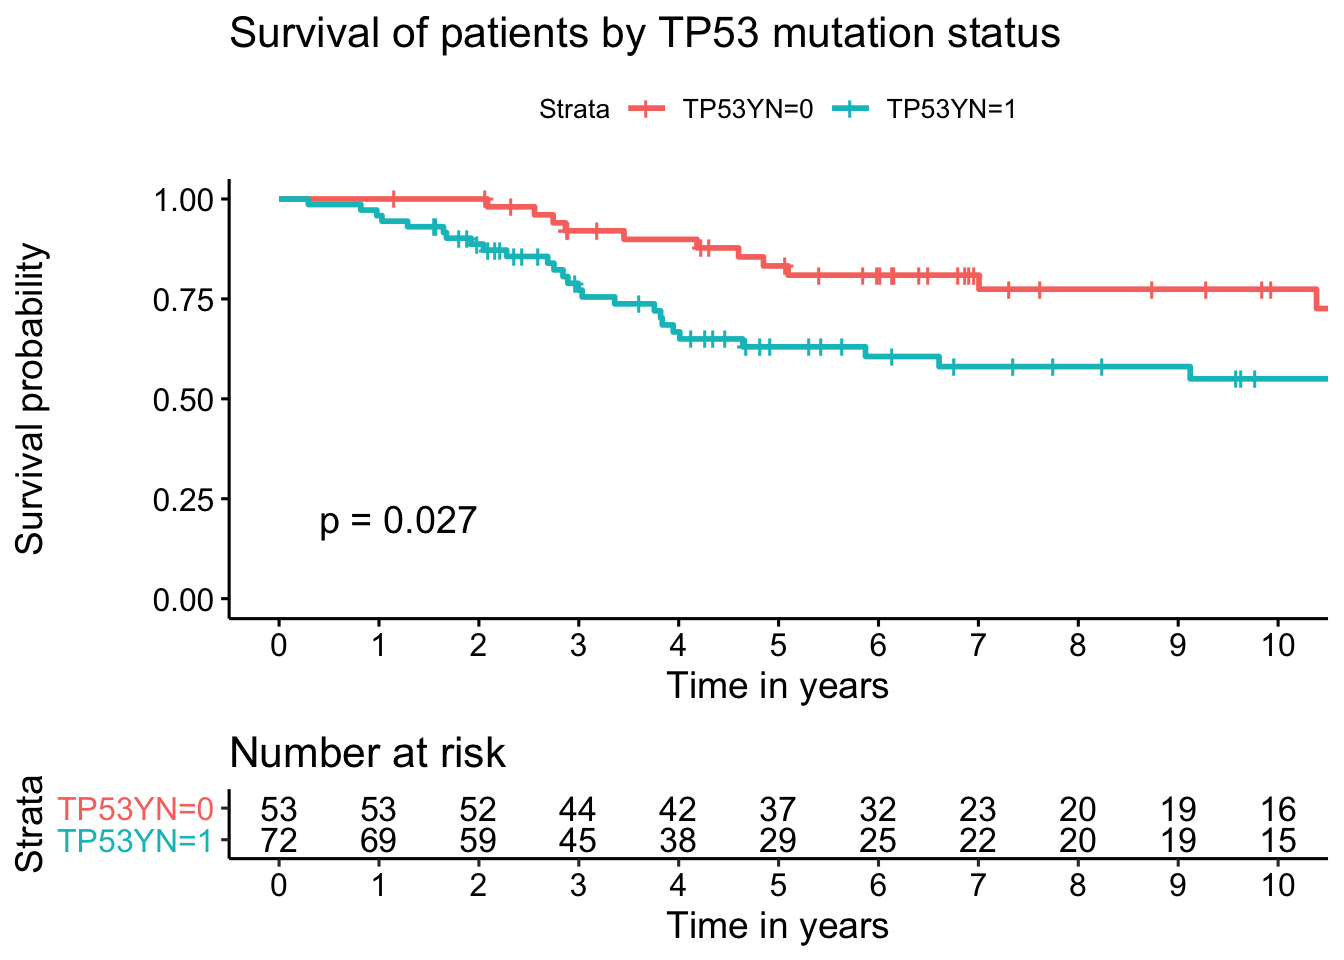 Survival of patients by TP53 mutation status
Strata TP53YN=0 TP53YN=1
Survival probability
1.00
0.75
0.50
0.25
0.00
p = 0.027
0 1 2 3 4 5 6 7 8 9 10
Time in years
Number at risk
Strata
TP53YN=0 53 53 52 44 42 37 32 23 20 19 16
TP53YN=1 72 69 59 45 38 29 25 22 20 19 15
0 1 2 3 4 5 6 7 8 9 10
Time in years